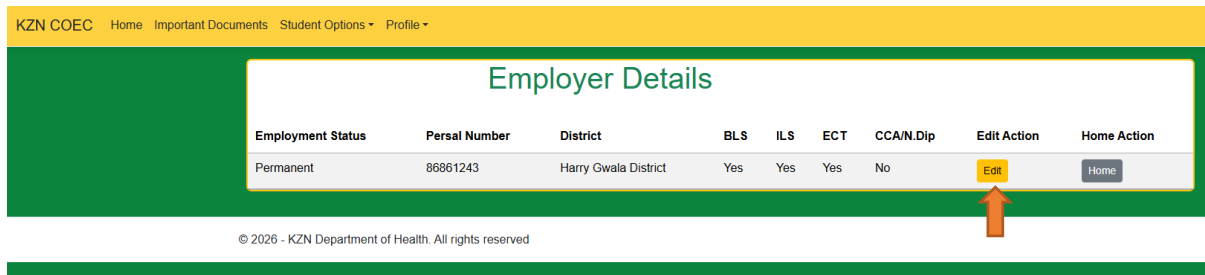 KZN COEC Home Important Documents Student Options Profile
Employer Details
Employment Status Persal Number District BLS ILS ECT CCA/N.Dip Edit Action Home Action
Permanent 86861243 Harry Gwala District Yes Yes Yes No Edit Home
© 2026 - KZN Department of Health. All rights reserved